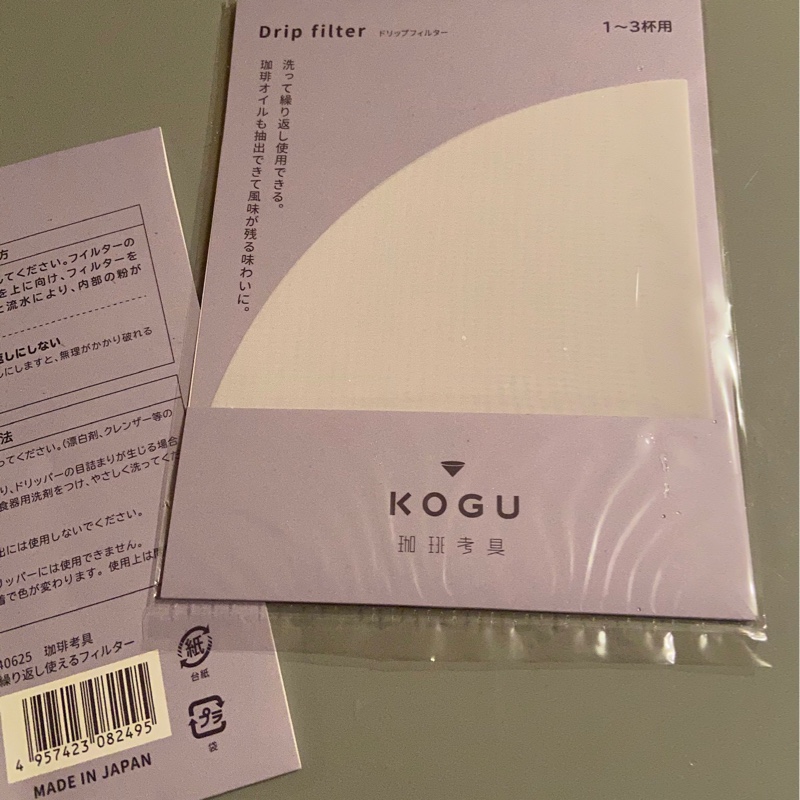 Drip filter ドリップフィルター
1～3杯用
洗って繰り返し使用できる。
珈琲オイルも抽出できて風味が残る味わいに。
KOGU
珈琲考具
方
してください。フイルターの
を上に向け、フィルターを
と流水により、内部の粉が
しにしない
しにしますと、無理がかかり破れる
法
ってください。(漂白剤、クレンザー等の
り、ドリッパーの目詰まりが生じる場合
食器用洗剤をつけ、やさしく洗ってくだ
出には使用しないでください。
リッパーには使用できません。
着で色が変わります。使用上は
40625 珈琲考具
繰り返し使えるフィルター
4 957423 082495
MADE IN JAPAN
紙
台紙
プラ
袋